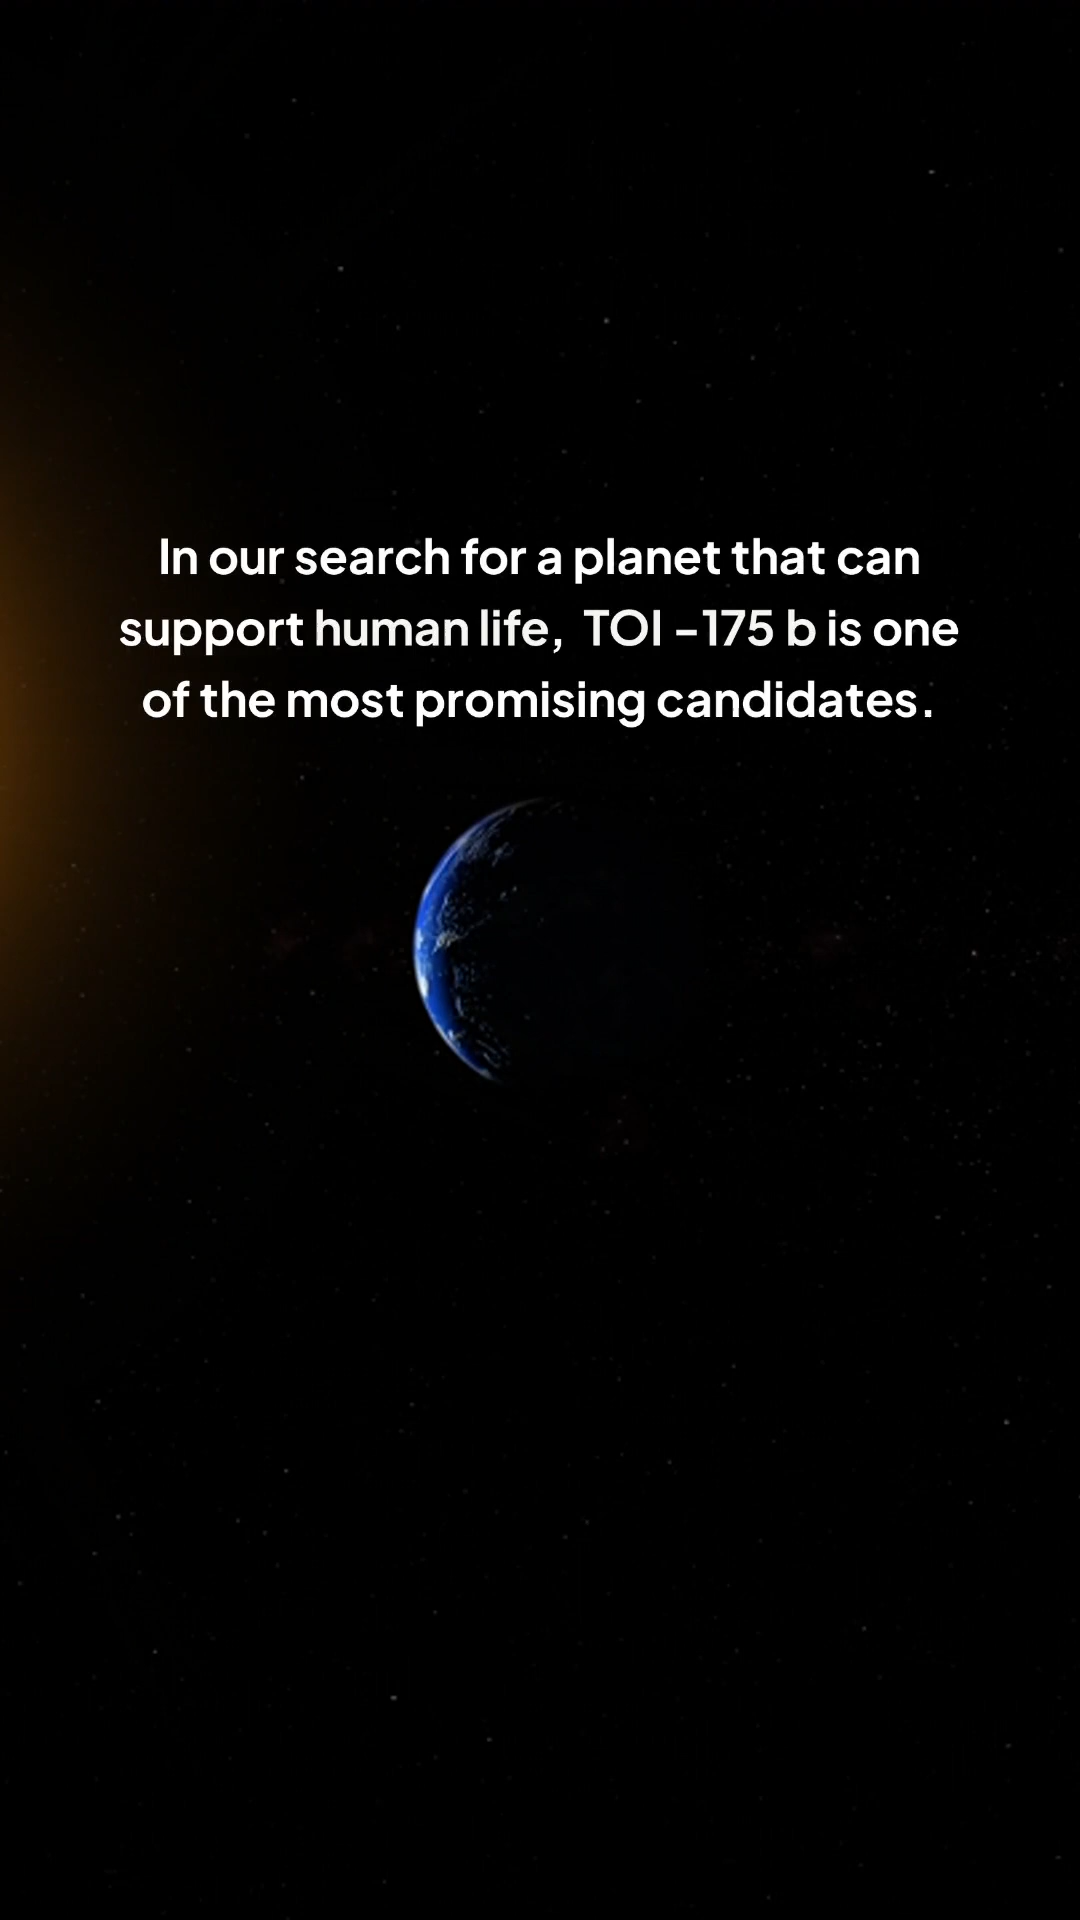 In our search for a planet that can
support human life,  TOI -175 b is one
of the most promising candidates.